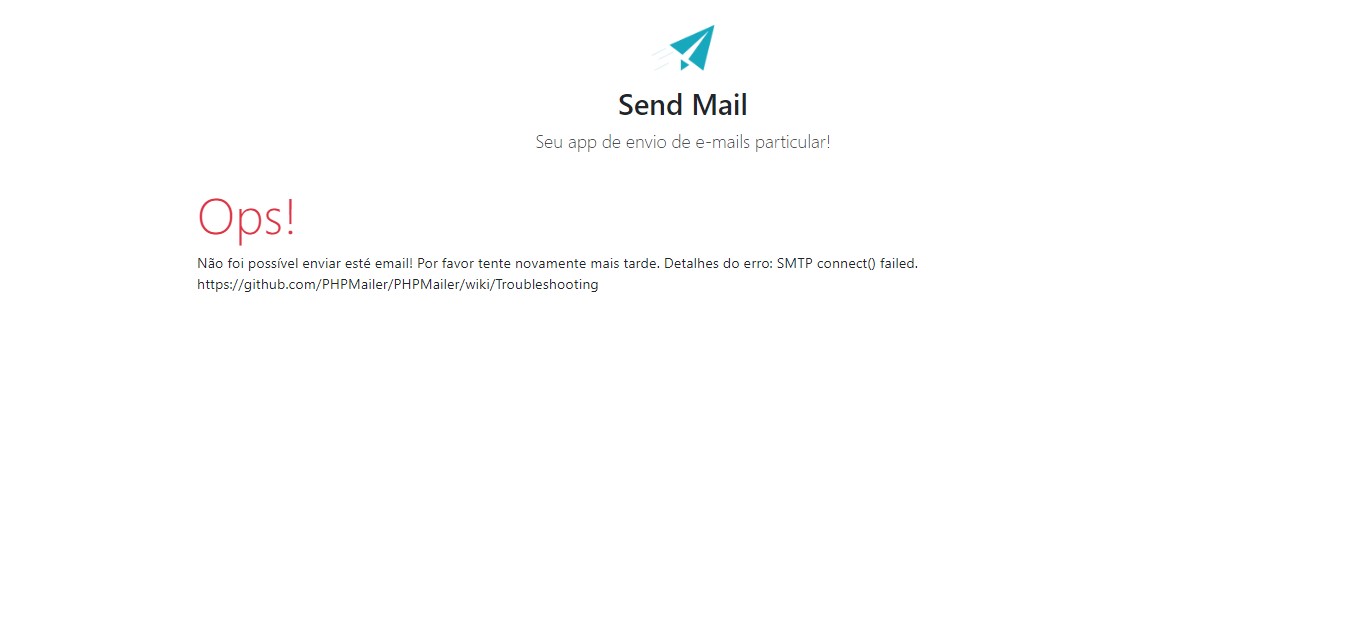 Send Mail
Seu app de envio de e-mails particular!
Ops!
Não foi possível enviar esté email! Por favor tente novamente mais tarde. Detalhes do erro: SMTP connect() failed.
https://github.com/PHPMailer/PHPMailer/wiki/Troubleshooting